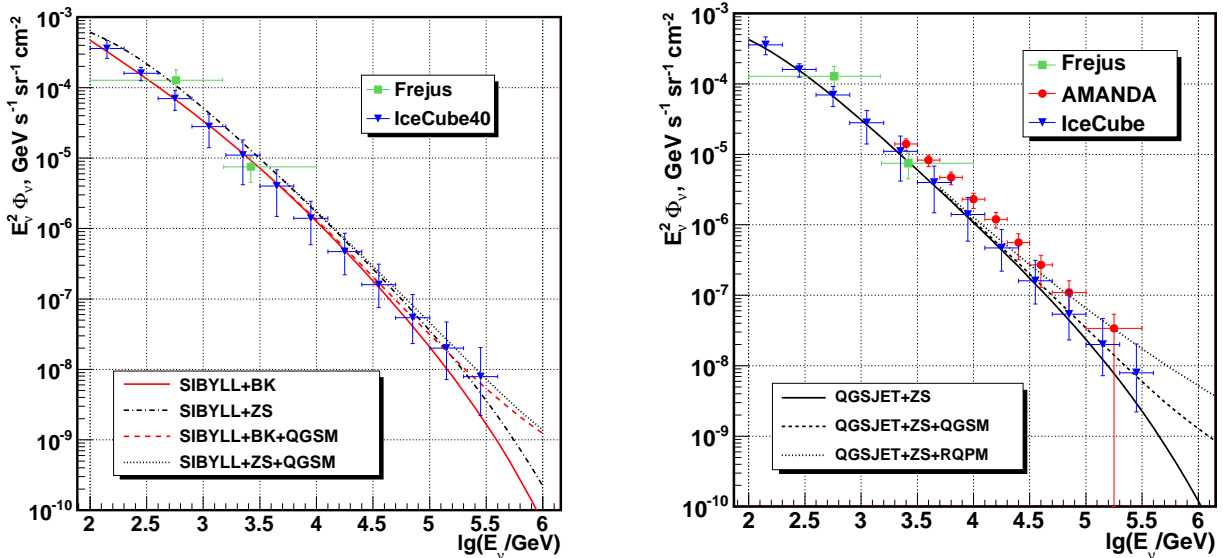 E²_ν Φ_ν, GeV s⁻¹ sr⁻¹ cm⁻²
10⁻³
10⁻⁴
10⁻⁵
10⁻⁶
10⁻⁷
10⁻⁸
10⁻⁹
10⁻¹⁰
Frejus
IceCube40
SIBYLL+BK
SIBYLL+ZS
SIBYLL+BK+QGSM
SIBYLL+ZS+QGSM
2 2.5 3 3.5 4 4.5 5 5.5 6
lg(E_ν/GeV)
E²_ν Φ_ν, GeV s⁻¹ sr⁻¹ cm⁻²
10⁻³
10⁻⁴
10⁻⁵
10⁻⁶
10⁻⁷
10⁻⁸
10⁻⁹
10⁻¹⁰
Frejus
AMANDA
IceCube
QGSJET+ZS
QGSJET+ZS+QGSM
QGSJET+ZS+RQPM
2 2.5 3 3.5 4 4.5 5 5.5 6
lg(E_ν/GeV)